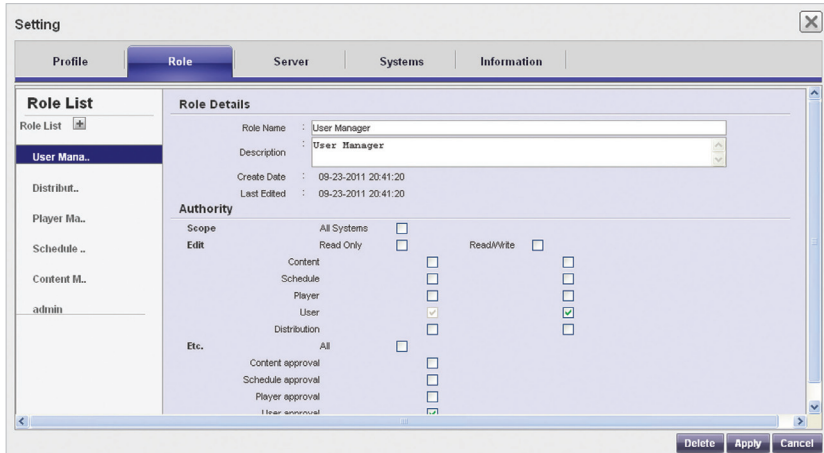 Setting
Profile Role Server Systems Information
Role List
Role List
User Mana..
Distribut..
Player Ma..
Schedule ..
Content M..
admin
Role Details
Role Name : User Manager
Description : User Manager
Create Date : 09-23-2011 20:41:20
Last Edited : 09-23-2011 20:41:20
Authority
Scope All Systems
Edit Read Only Read/Write
Content
Schedule
Player
User
Distribution
Etc. All
Content approval
Schedule approval
Player approval
User approval
Delete Apply Cancel